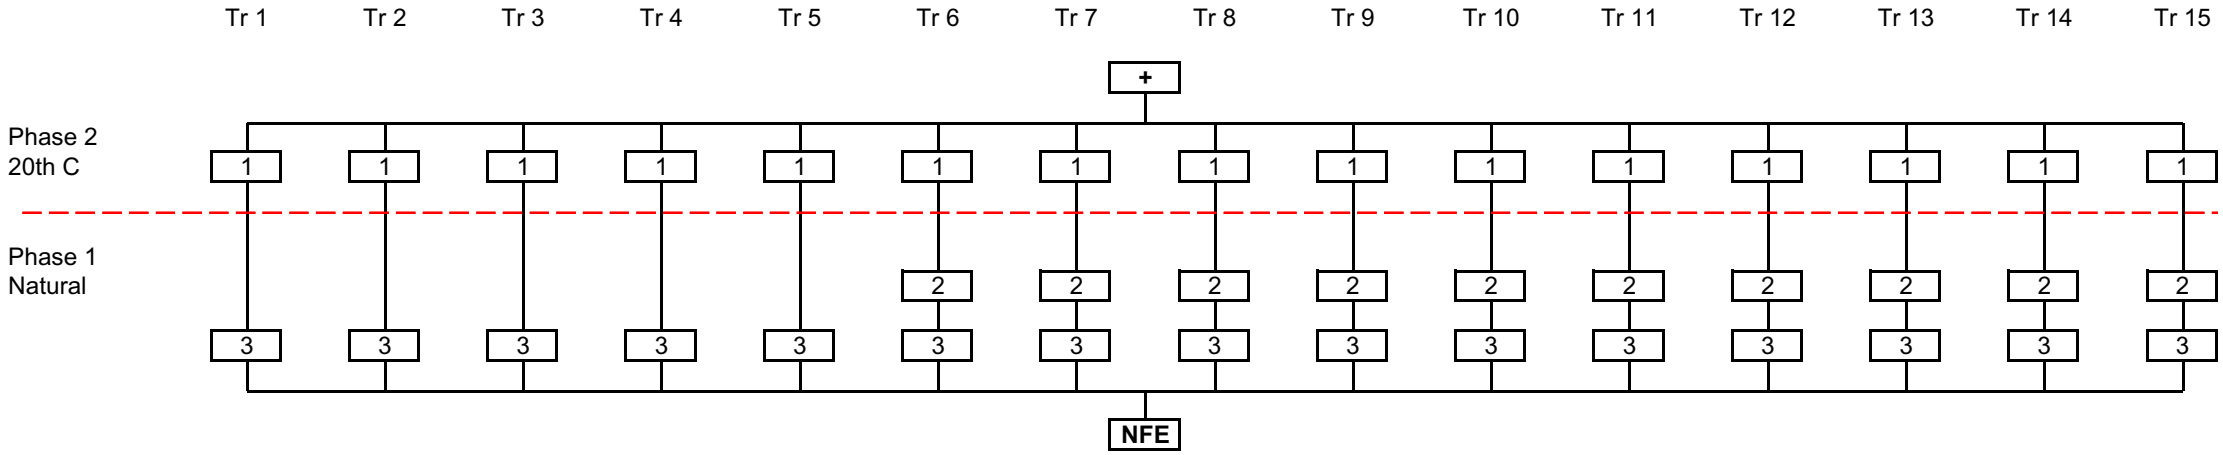 Tr 1 Tr 2 Tr 3 Tr 4 Tr 5 Tr 6 Tr 7 Tr 8 Tr 9 Tr 10 Tr 11 Tr 12 Tr 13 Tr 14 Tr 15
+
Phase 2
20th C
1 1 1 1 1 1 1 1 1 1 1 1 1 1 1
Phase 1
Natural
2 2 2 2 2 2 2 2 2 2
3 3 3 3 3 3 3 3 3 3 3 3 3 3 3
NFE